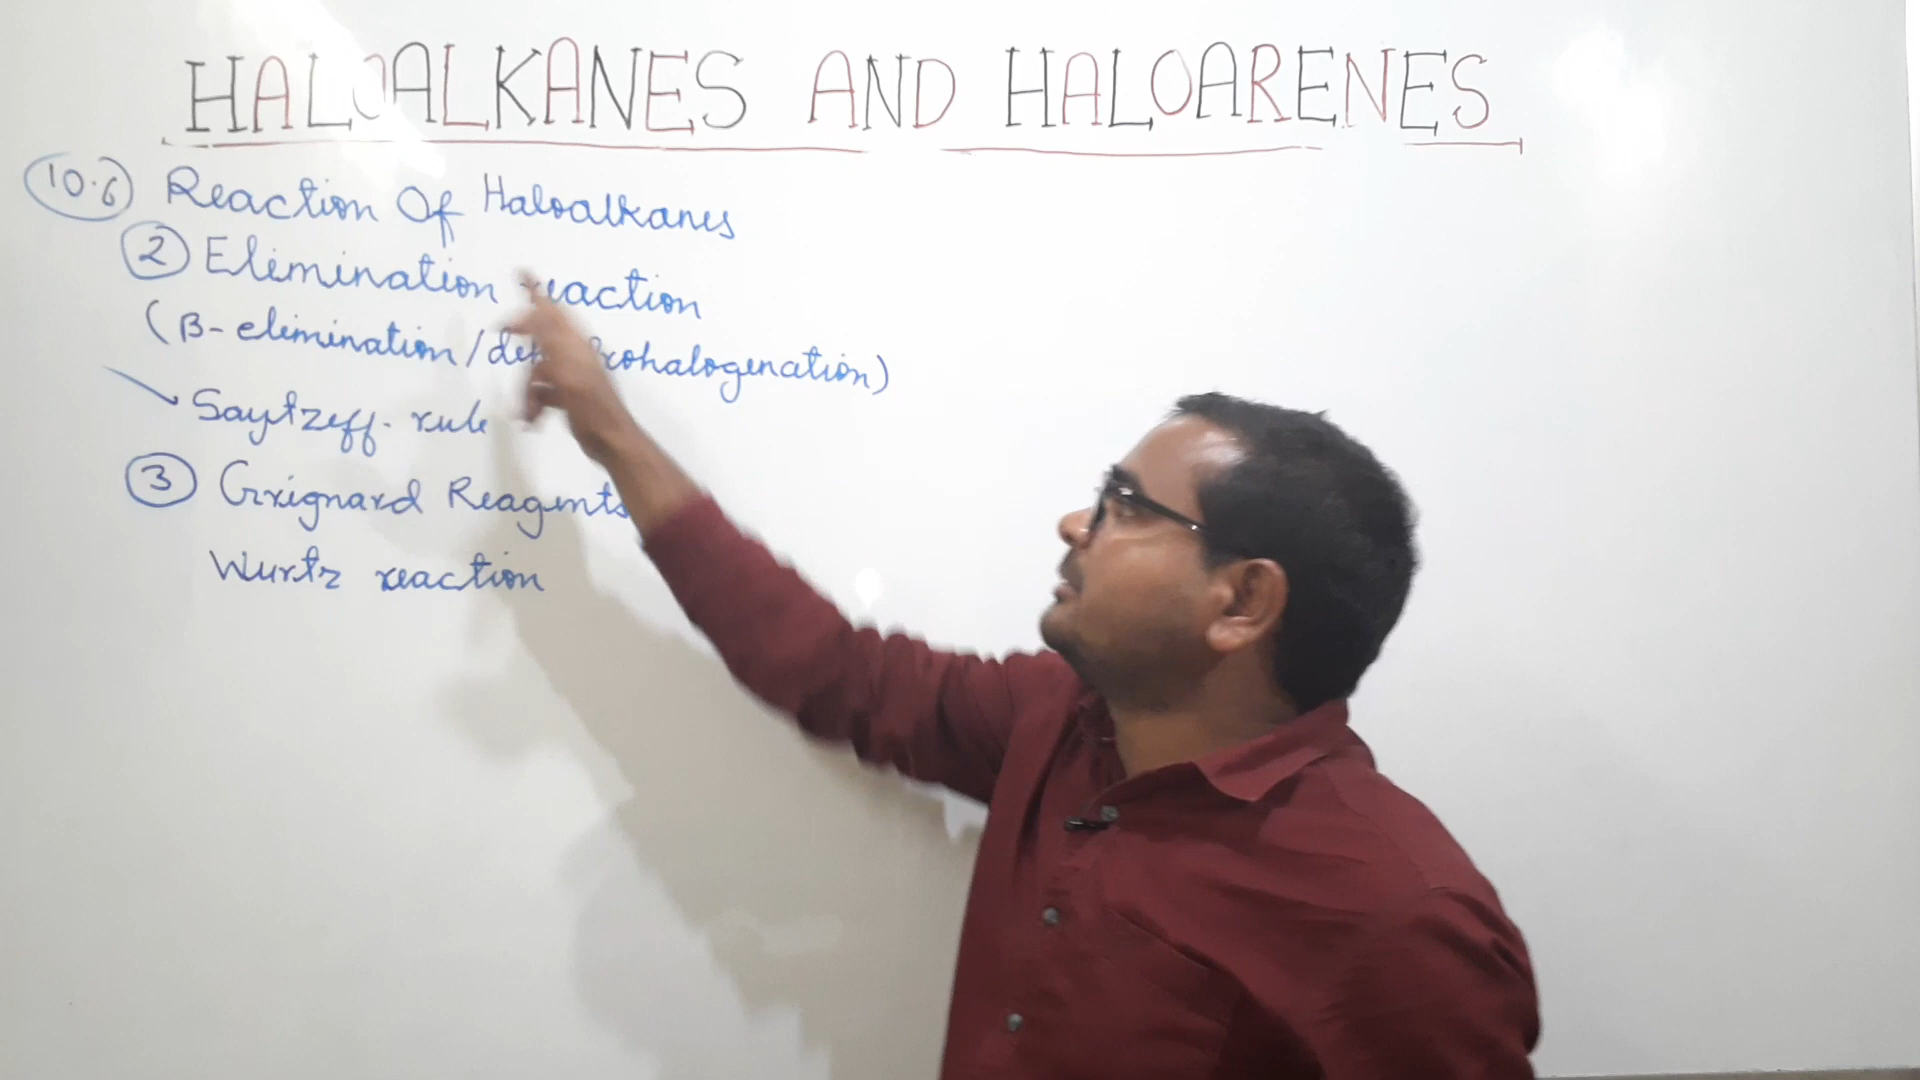 HALOALKANES AND HALOARENES
10.6 Reaction Of Haloalkanes
2 Elimination reaction
(β-elimination/dehydrohalogenation)
Saytzeff rule
3 Grignard Reagents
Wurtz reaction